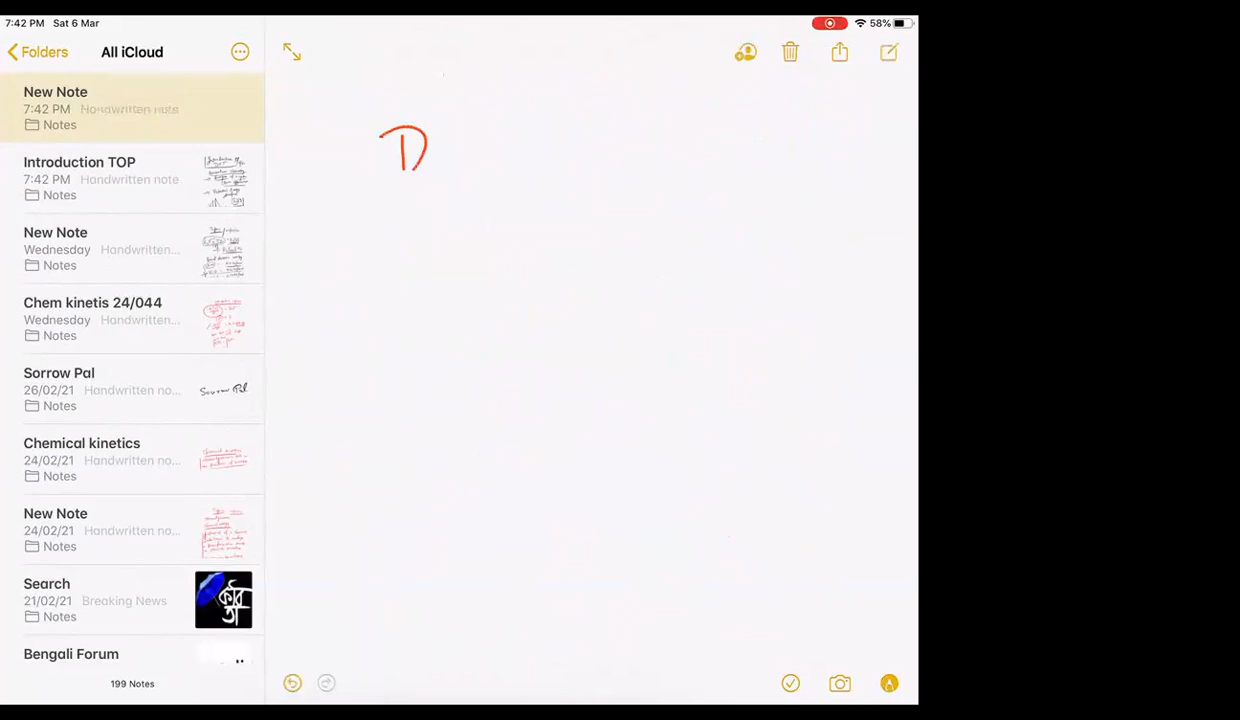 7:42 PM Sat 6 Mar
58%
Folders
All iCloud
New Note
7:42 PM Handwritten note
Notes
Introduction TOP
7:42 PM Handwritten note
Notes
New Note
Wednesday Handwritten...
Notes
Chem kinetis 24/044
Wednesday Handwritten...
Notes
Sorrow Pal
26/02/21 Handwritten no...
Notes
Sorrow Pal
Chemical kinetics
24/02/21 Handwritten no...
Notes
New Note
24/02/21 Handwritten no...
Notes
Search
21/02/21 Breaking News
Notes
Bengali Forum
199 Notes
D